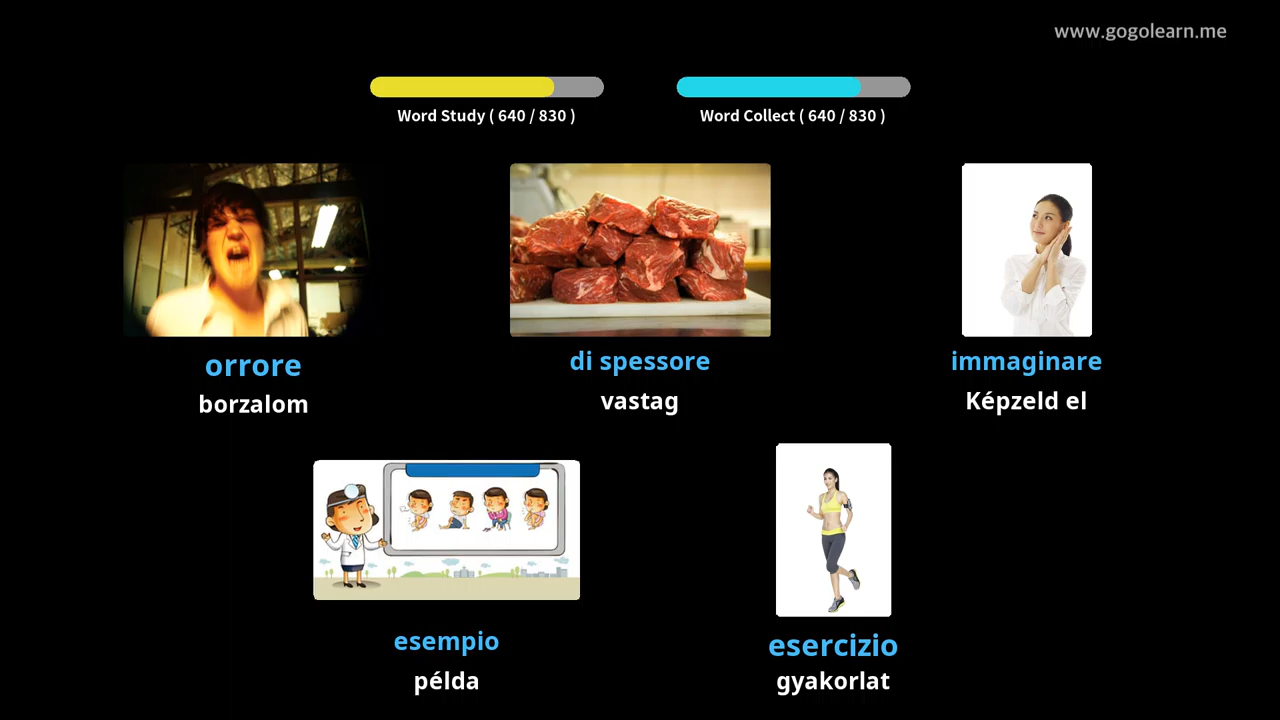 www.gogolearn.me
Word Study ( 640 / 830 )
Word Collect ( 640 / 830 )
orrore
borzalom
di spessore
vastag
immaginare
Képzeld el
esempio
példa
esercizio
gyakorlat